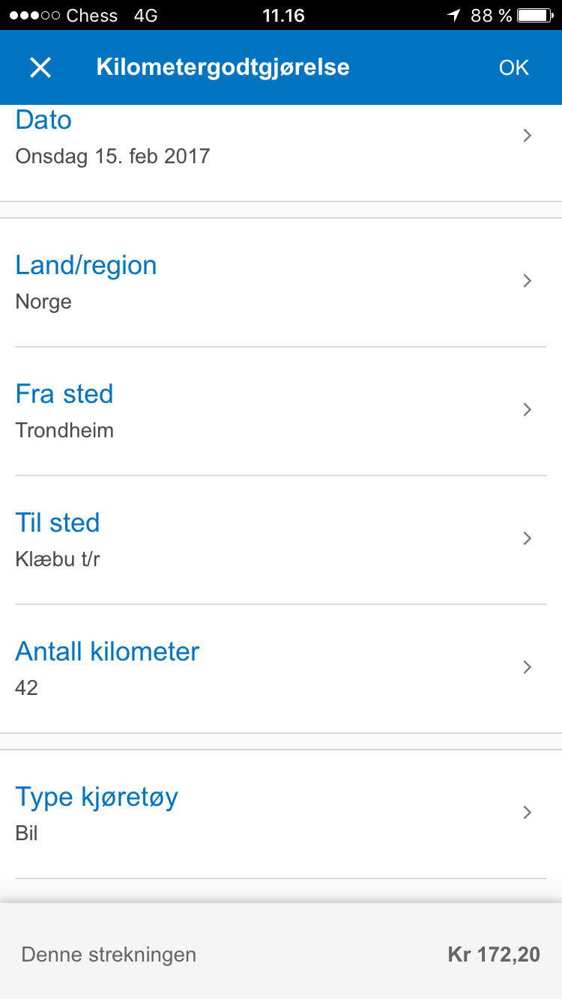 Chess 4G 11.16 88 %
Kilometergodtgjørelse OK
Dato
Onsdag 15. feb 2017
Land/region
Norge
Fra sted
Trondheim
Til sted
Klæbu t/r
Antall kilometer
42
Type kjøretøy
Bil
Denne strekningen Kr 172,20